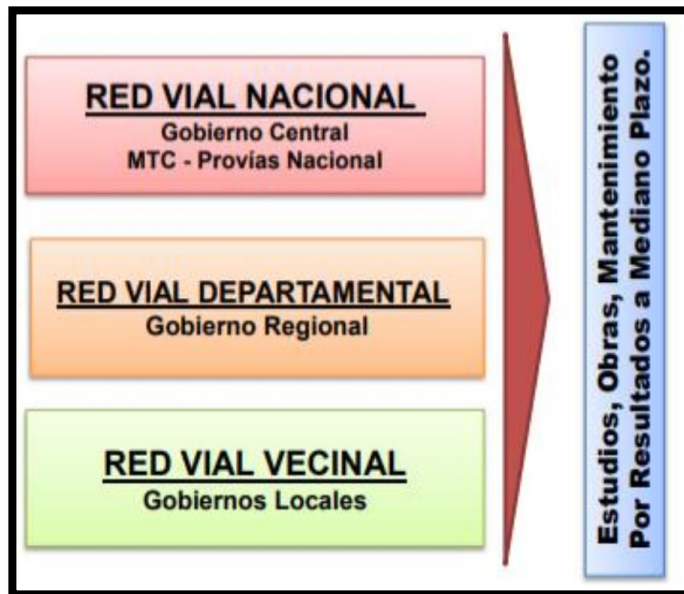 RED VIAL NACIONAL
Gobierno Central
MTC - Provías Nacional
RED VIAL DEPARTAMENTAL
Gobierno Regional
RED VIAL VECINAL
Gobiernos Locales
Estudios, Obras, Mantenimiento
Por Resultados a Mediano Plazo.